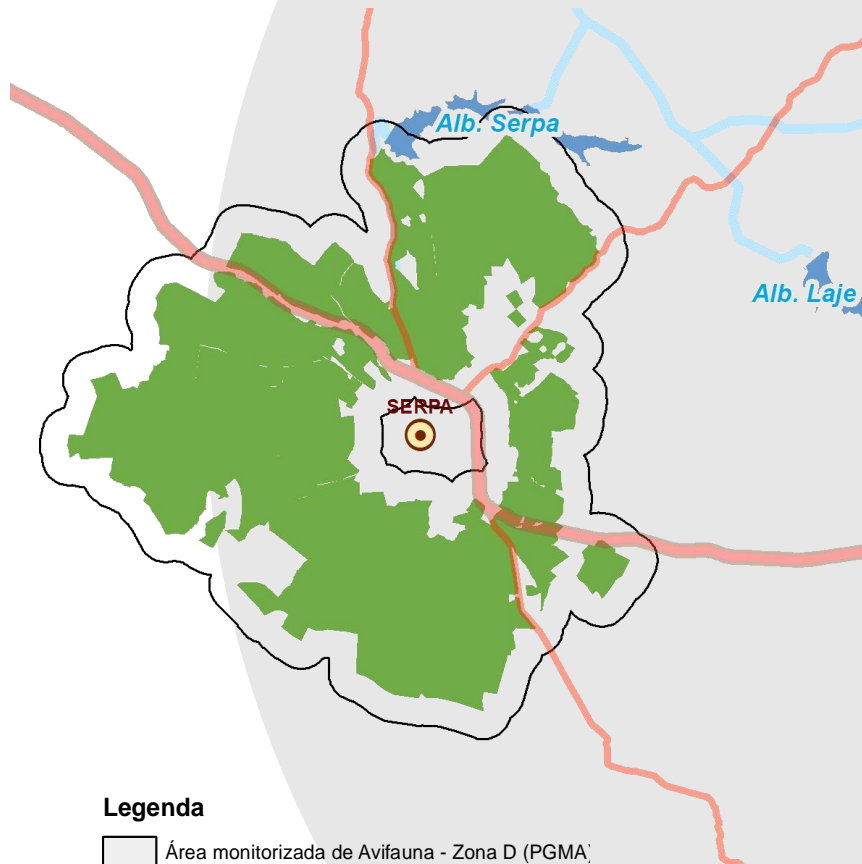 Alb. Serpa
Alb. Laje
SERPA
Legenda
Área monitorizada de Avifauna - Zona D (PGMA)